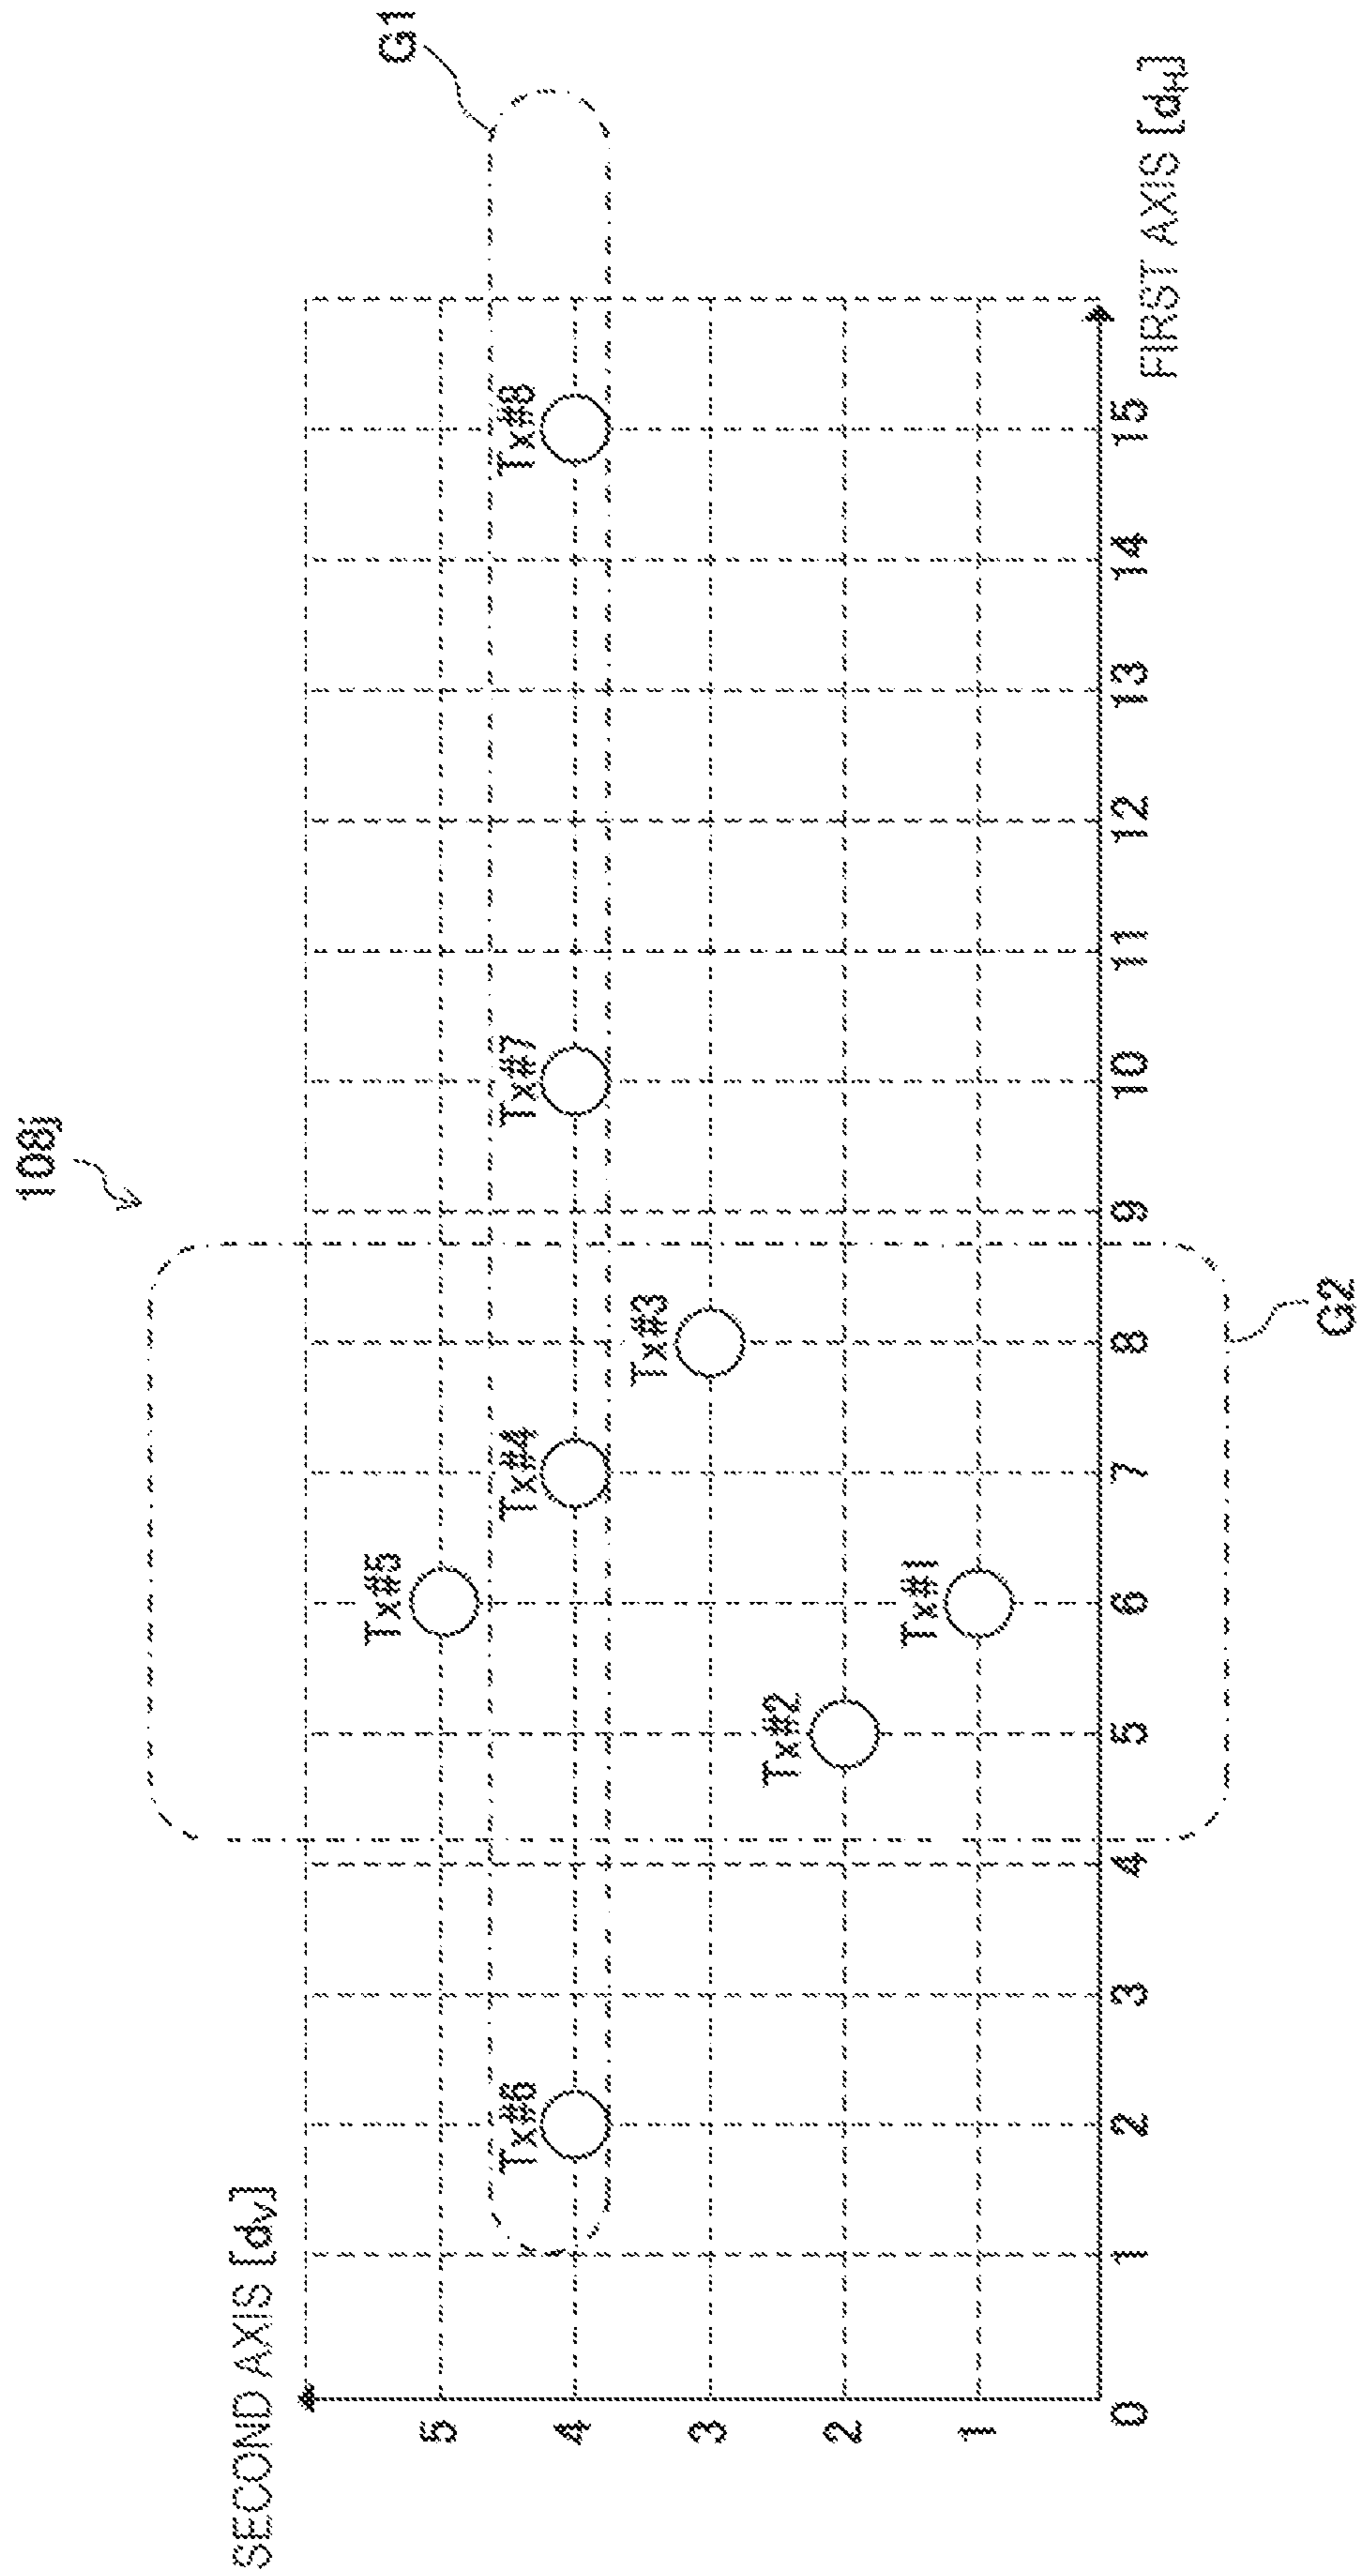 108j
SECOND AXIS [dV]
G1
Tx#5
5
Tx#6
Tx#4
Tx#7
Tx#8
4
Tx#3
3
Tx#2
2
Tx#1
1
0 1 2 3 4 5 6 7 8 9 10 11 12 13 14 15
FIRST AXIS [dH]
G2